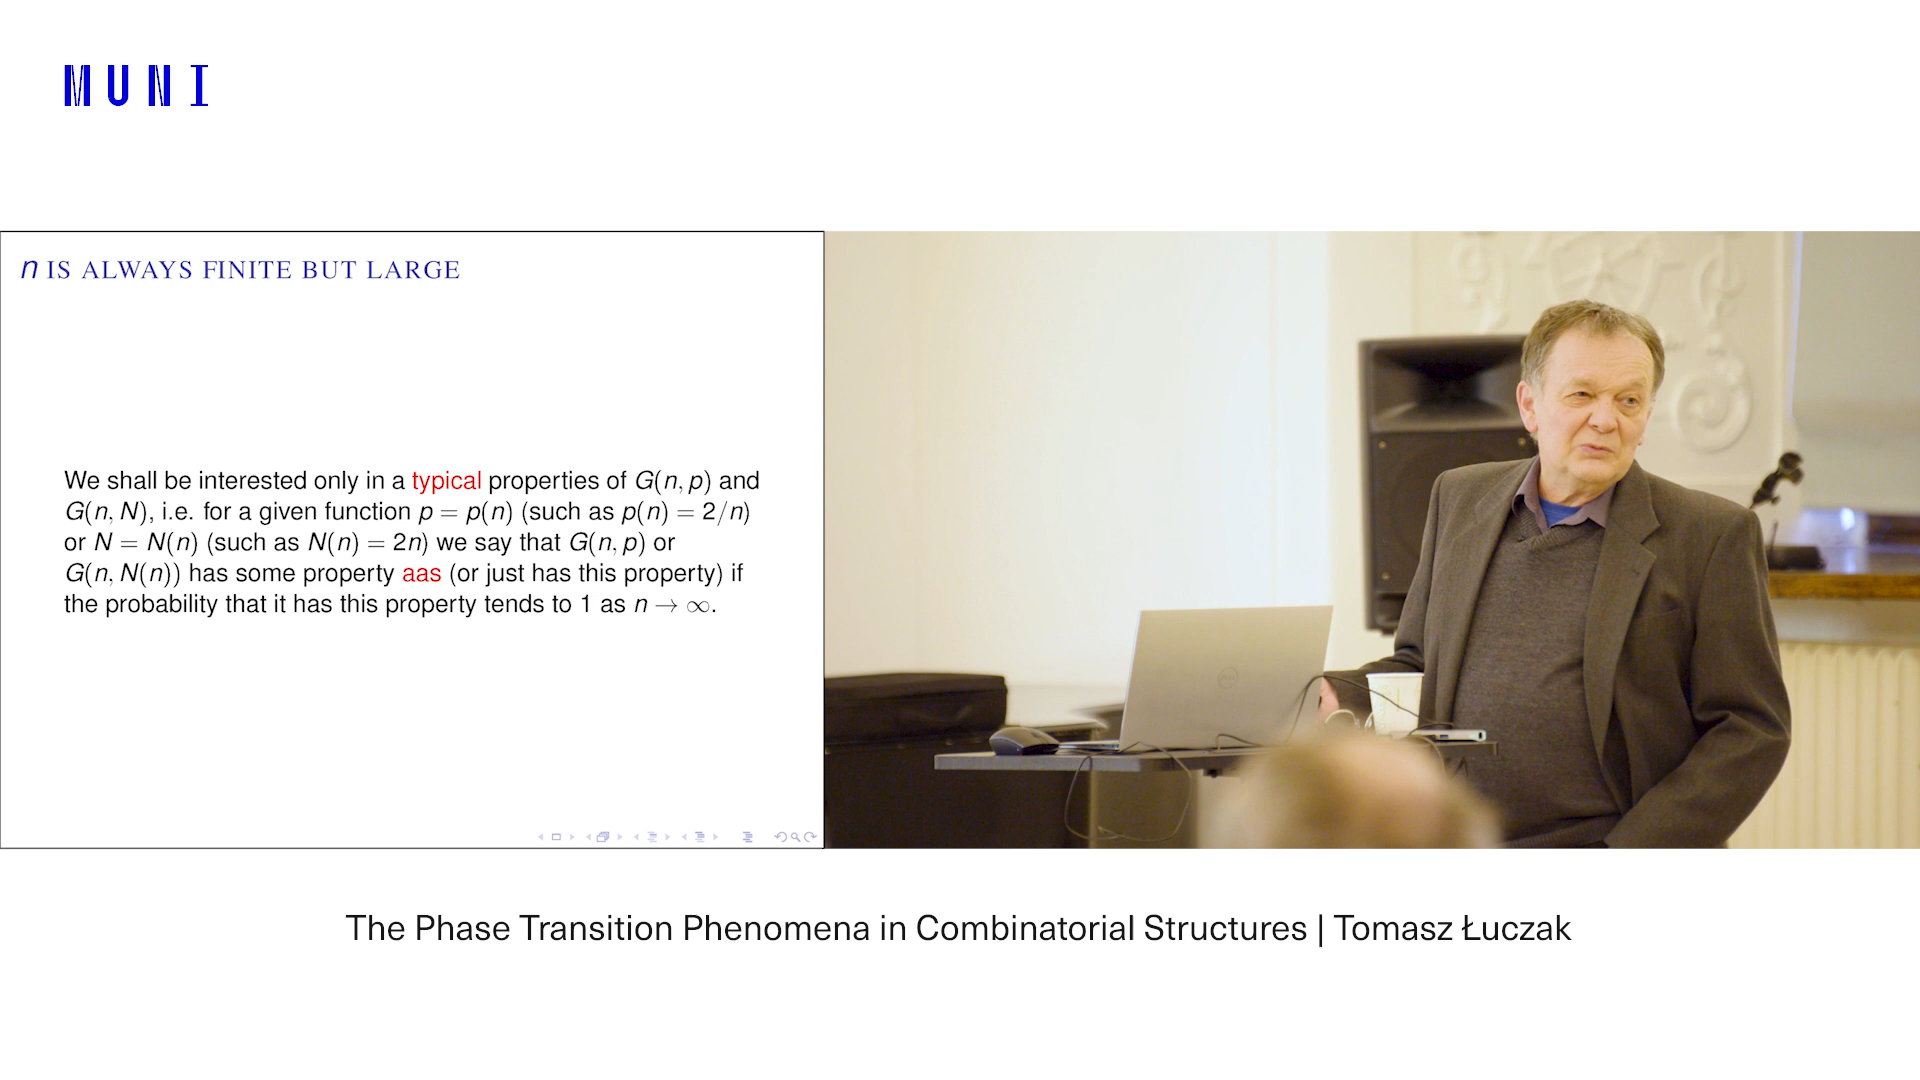 MUNI
n IS ALWAYS FINITE BUT LARGE
We shall be interested only in a typical properties of G(n, p) and
G(n, N), i.e. for a given function p = p(n) (such as p(n) = 2/n)
or N = N(n) (such as N(n) = 2n) we say that G(n, p) or
G(n, N(n)) has some property aas (or just has this property) if
the probability that it has this property tends to 1 as n → ∞.
The Phase Transition Phenomena in Combinatorial Structures | Tomasz Łuczak